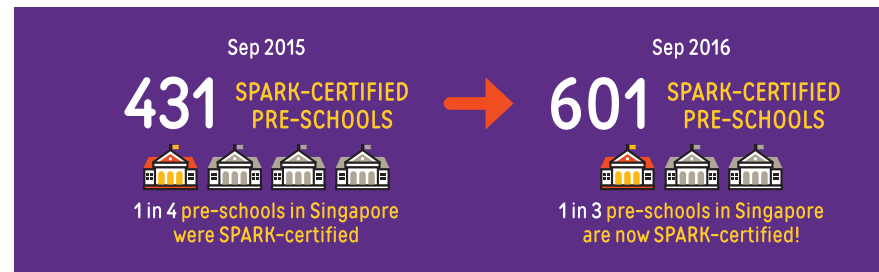 Sep 2015
431 SPARK-CERTIFIED
PRE-SCHOOLS
1 in 4 pre-schools in Singapore
were SPARK-certified
Sep 2016
601 SPARK-CERTIFIED
PRE-SCHOOLS
1 in 3 pre-schools in Singapore
are now SPARK-certified!